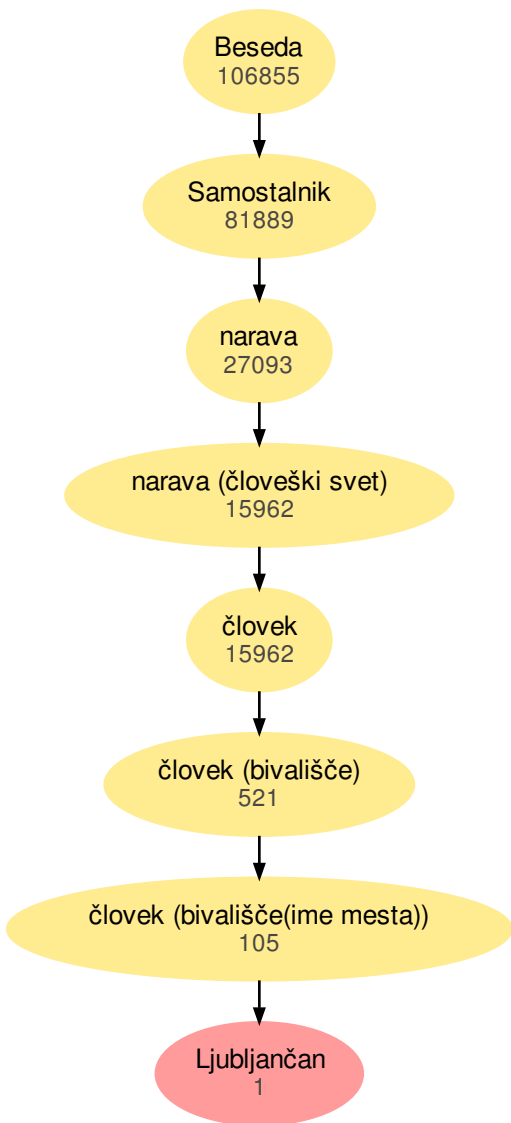 Beseda
106855
Samostalnik
81889
narava
27093
narava (človeški svet)
15962
človek
15962
človek (bivališče)
521
človek (bivališče(ime mesta))
105
Ljubljančan
1